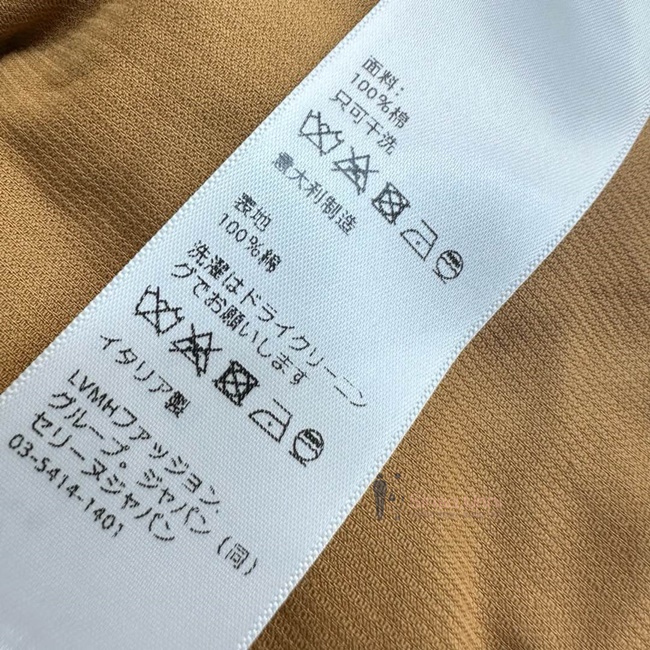 面料:
100%棉
只可干洗
意大利制造
表地
100%綿
洗濯はドライクリーニン
グでお願いします
イタリア製
LVMHファッション.
グループ・ジャパン(同)
セリーヌジャパン
03-5414-1401